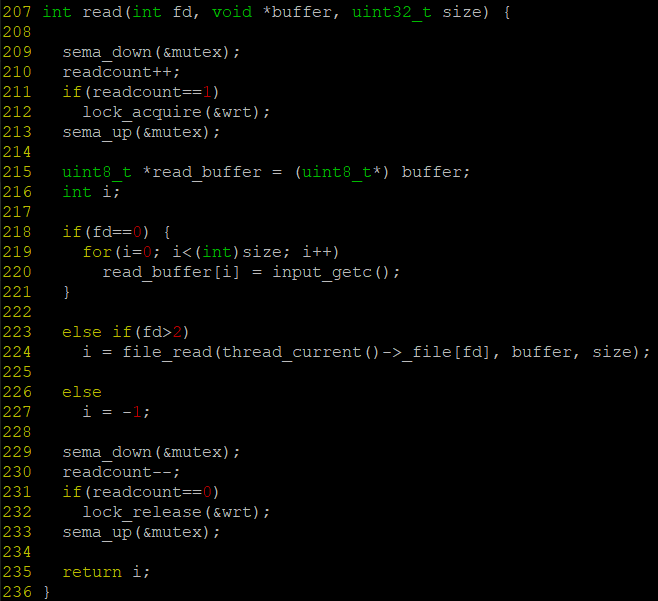 207 int read(int fd, void *buffer, uint32_t size) {
208
209   sema_down(&mutex);
210   readcount++;
211   if(readcount==1)
212     lock_acquire(&wrt);
213   sema_up(&mutex);
214
215   uint8_t *read_buffer = (uint8_t*) buffer;
216   int i;
217
218   if(fd==0) {
219     for(i=0; i<(int)size; i++)
220       read_buffer[i] = input_getc();
221   }
222
223   else if(fd>2)
224     i = file_read(thread_current()->_file[fd], buffer, size);
225
226   else
227     i = -1;
228
229   sema_down(&mutex);
230   readcount--;
231   if(readcount==0)
232     lock_release(&wrt);
233   sema_up(&mutex);
234
235   return i;
236 }